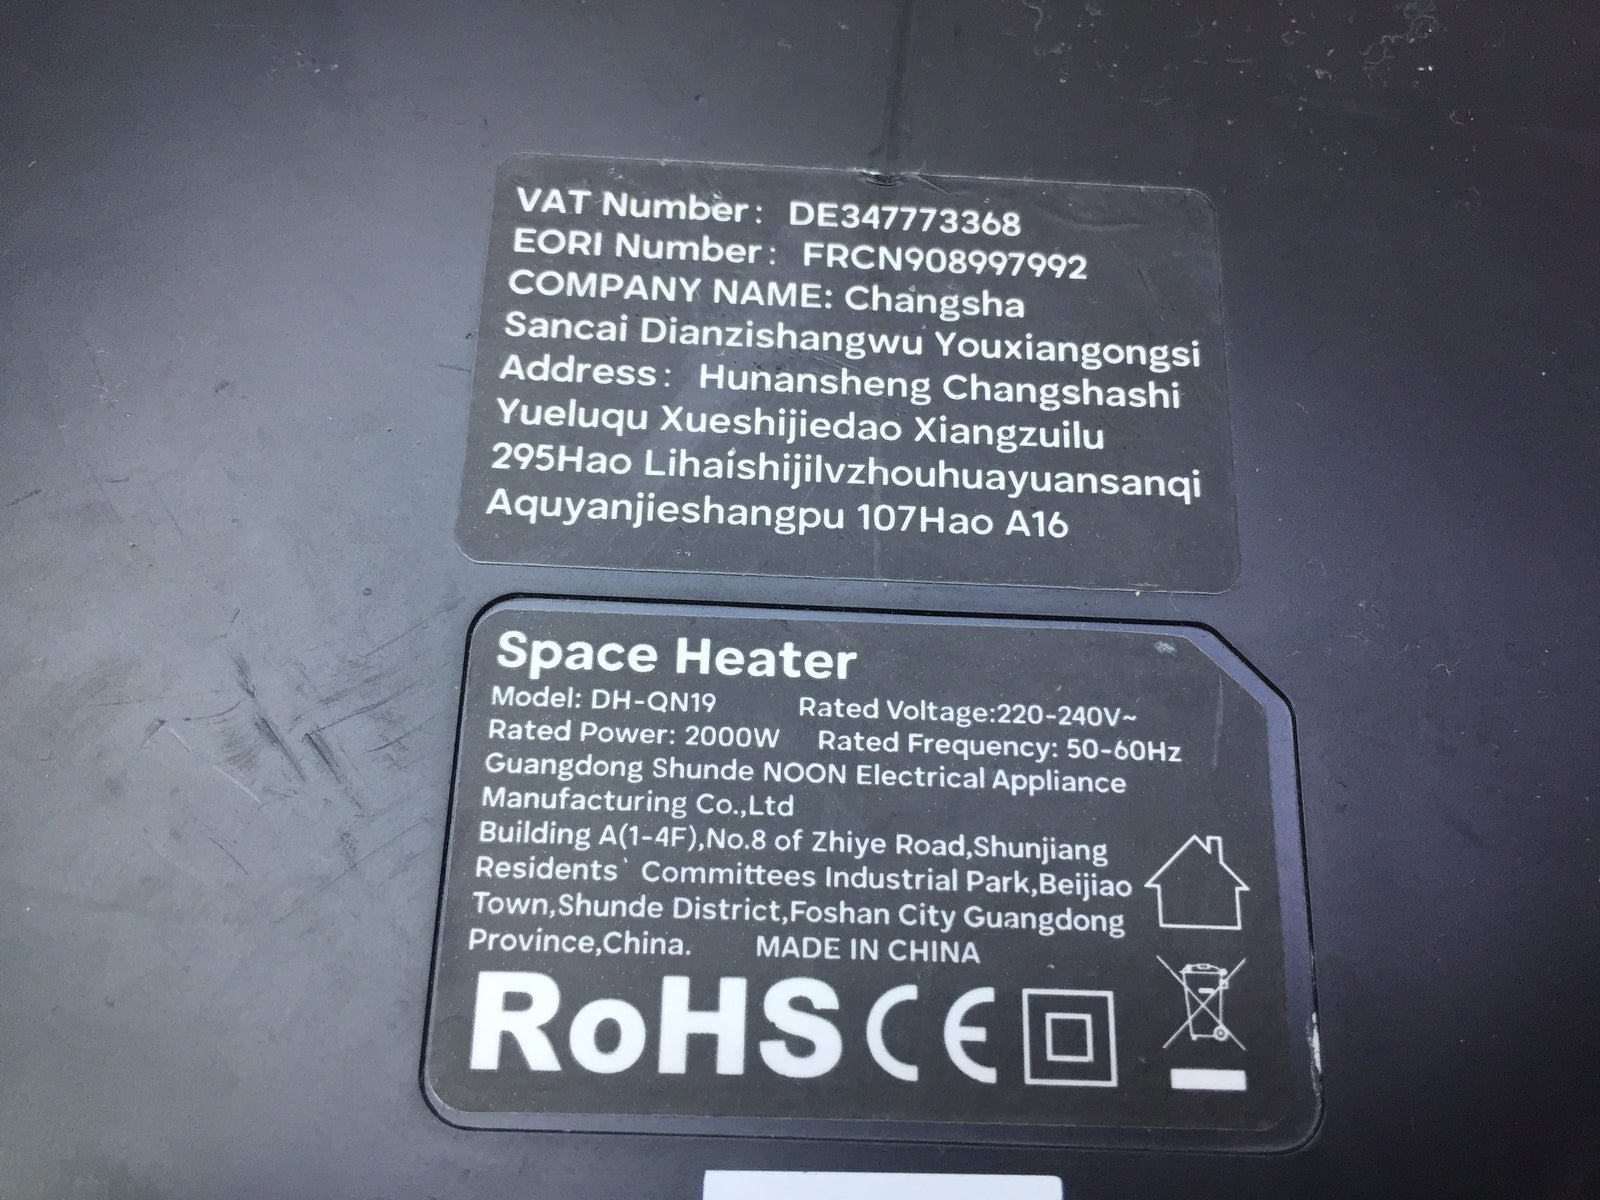 VAT Number: DE347773368
EORI Number: FRCN908997992
COMPANY NAME: Changsha
Sancai Dianzishangwu Youxiangongsi
Address: Hunansheng Changshashi
Yueluqu Xueshijiedao Xiangzuilu
295Hao Lihaishijilvzhouhuayuansanqi
Aquyanjieshangpu 107Hao A16
Space Heater
Model: DH-QN19 Rated Voltage:220-240V~
Rated Power: 2000W Rated Frequency: 50-60Hz
Guangdong Shunde NOON Electrical Appliance
Manufacturing Co.,Ltd
Building A(1-4F),No.8 of Zhiye Road,Shunjiang
Residents` Committees Industrial Park,Beijiao
Town,Shunde District,Foshan City Guangdong
Province,China. MADE IN CHINA
RoHS CE